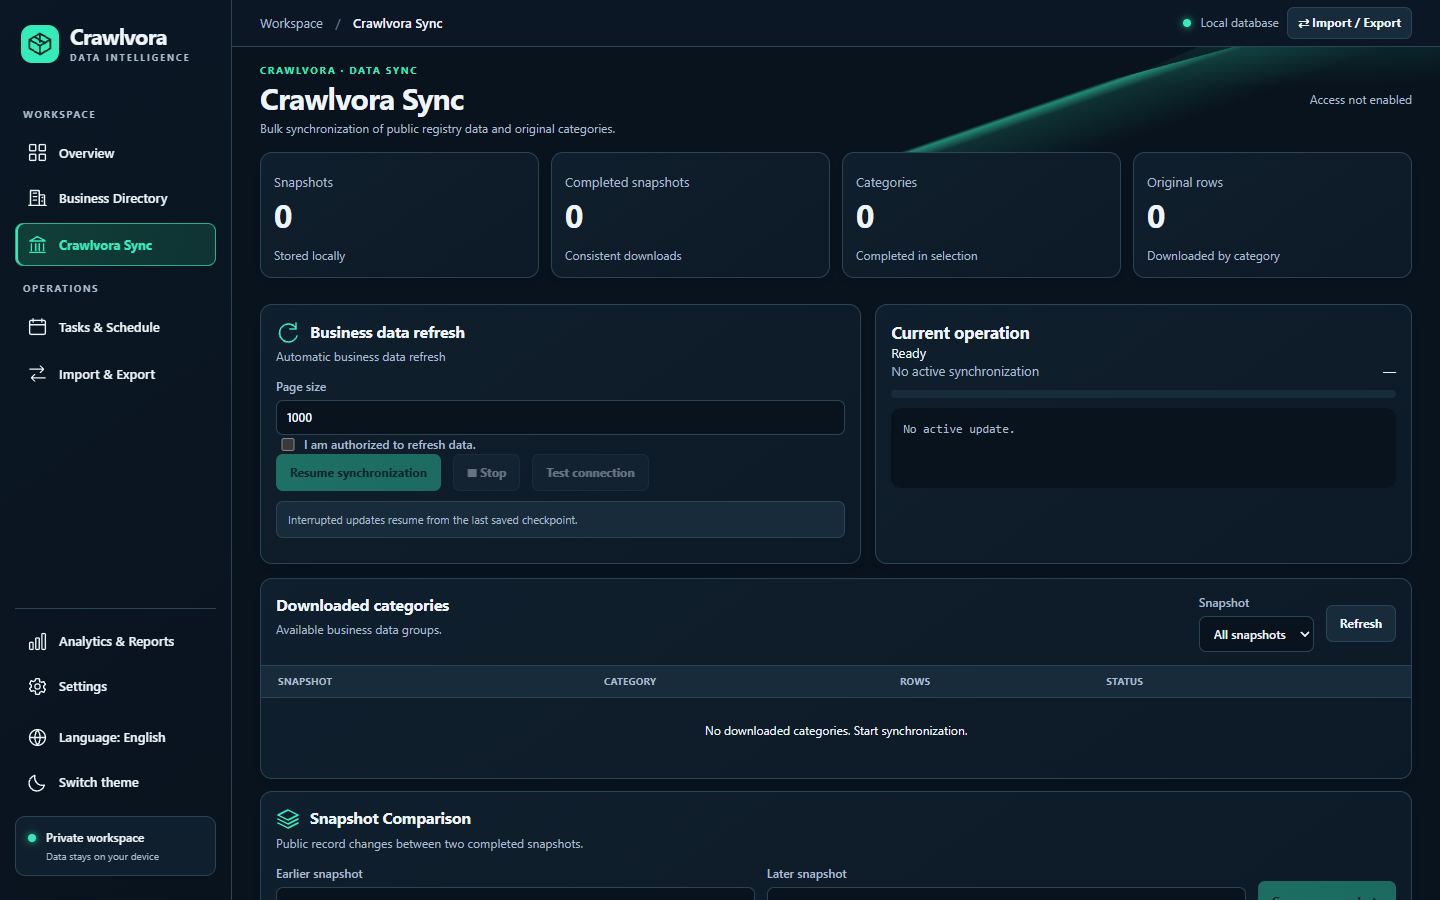 Crawlvora
DATA INTELLIGENCE
WORKSPACE
Overview
Business Directory
Crawlvora Sync
OPERATIONS
Tasks & Schedule
Import & Export
Analytics & Reports
Settings
Language: English
Switch theme
Private workspace
Data stays on your device
Workspace / Crawlvora Sync
Local database
⇄ Import / Export
CRAWLVORA · DATA SYNC
Crawlvora Sync
Bulk synchronization of public registry data and original categories.
Access not enabled
Snapshots
0
Stored locally
Completed snapshots
0
Consistent downloads
Categories
0
Completed in selection
Original rows
0
Downloaded by category
Business data refresh
Automatic business data refresh
Page size
1000
I am authorized to refresh data.
Resume synchronization
Stop
Test connection
Interrupted updates resume from the last saved checkpoint.
Current operation
Ready
No active synchronization —
No active update.
Downloaded categories
Available business data groups.
Snapshot
All snapshots
Refresh
SNAPSHOT CATEGORY ROWS STATUS
No downloaded categories. Start synchronization.
Snapshot Comparison
Public record changes between two completed snapshots.
Earlier snapshot
Later snapshot